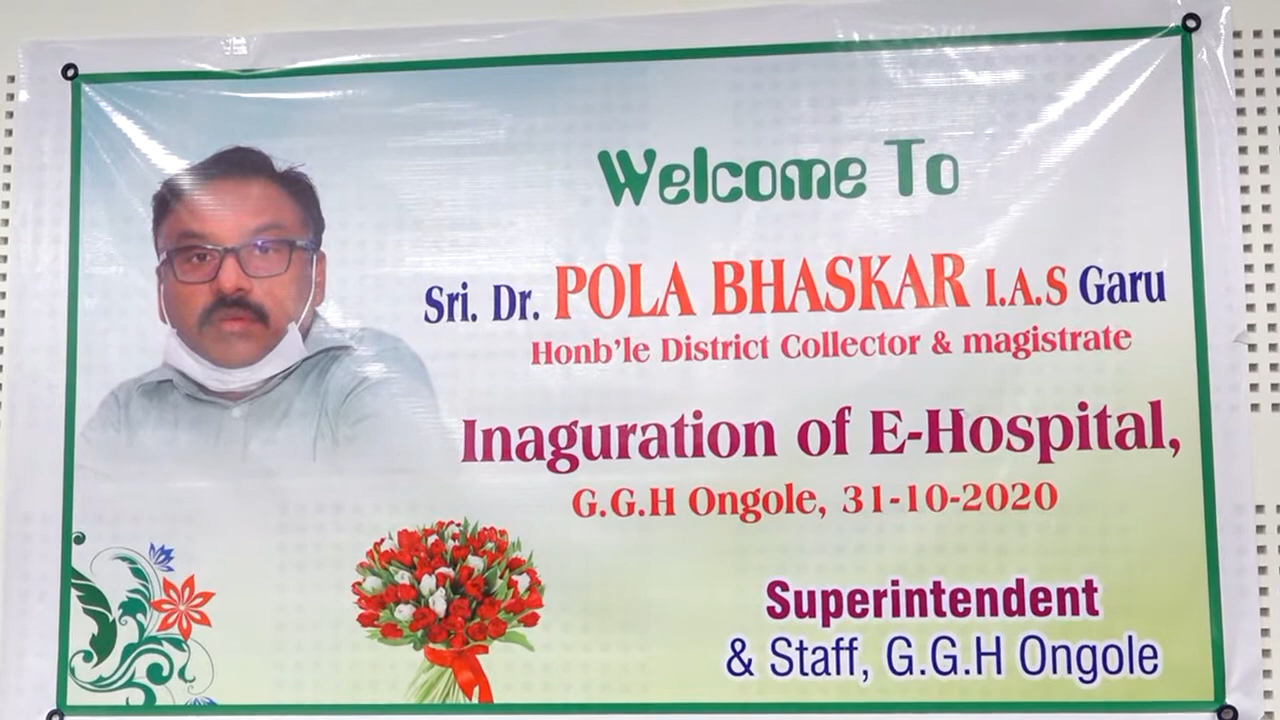 Welcome To
Sri. Dr. POLA BHASKAR I.A.S Garu
Honb'le District Collector & magistrate
Inaguration of E-Hospital,
G.G.H Ongole, 31-10-2020
Superintendent
& Staff, G.G.H Ongole